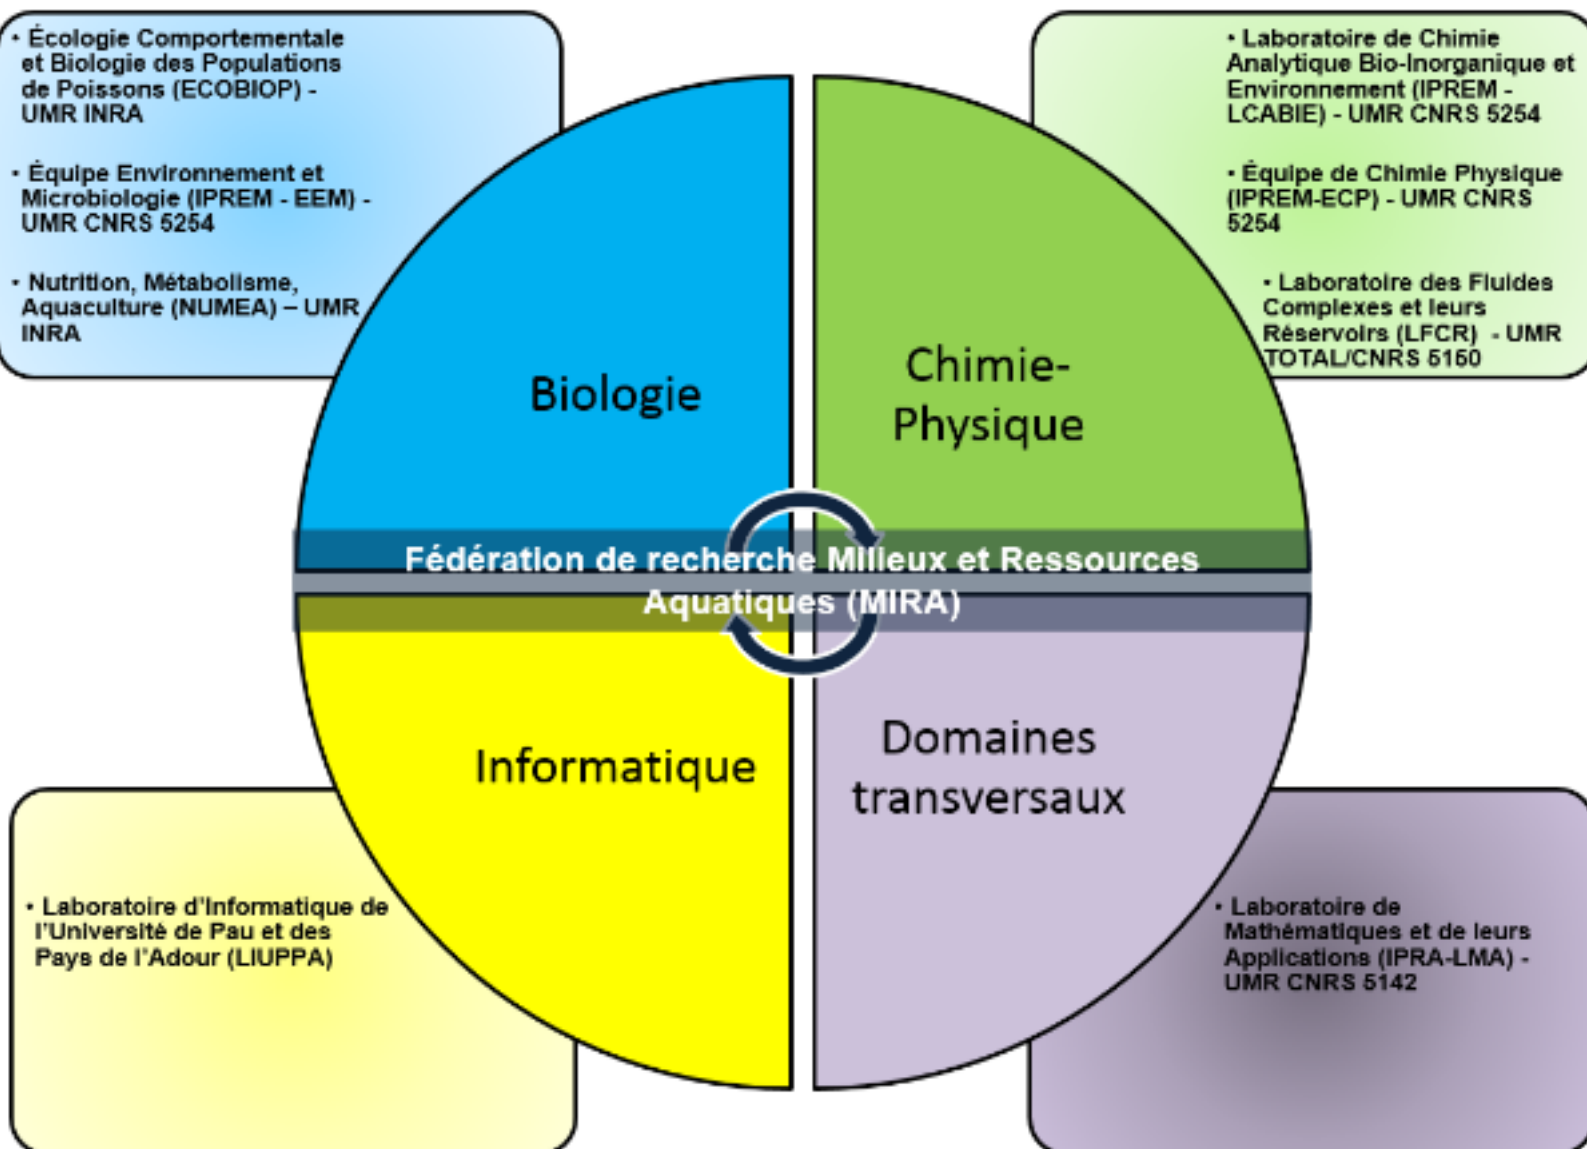 • Écologie Comportementale
et Biologie des Populations
de Poissons (ECOBIOP) -
UMR INRA
• Équipe Environnement et
Microbiologie (IPREM - EEM) -
UMR CNRS 5254
• Nutrition, Métabolisme,
Aquaculture (NUMEA) – UMR
INRA
• Laboratoire de Chimie
Analytique Bio-Inorganique et
Environnement (IPREM -
LCABIE) - UMR CNRS 5254
• Équipe de Chimie Physique
(IPREM-ECP) - UMR CNRS
5254
• Laboratoire des Fluides
Complexes et leurs
Réservoirs (LFCR) - UMR
TOTAL/CNRS 5150
Biologie
Chimie-
Physique
Fédération de recherche Milieux et Ressources
Aquatiques (MIRA)
Informatique
Domaines
transversaux
• Laboratoire d'Informatique de
l'Université de Pau et des
Pays de l'Adour (LIUPPA)
• Laboratoire de
Mathématiques et de leurs
Applications (IPRA-LMA) -
UMR CNRS 5142